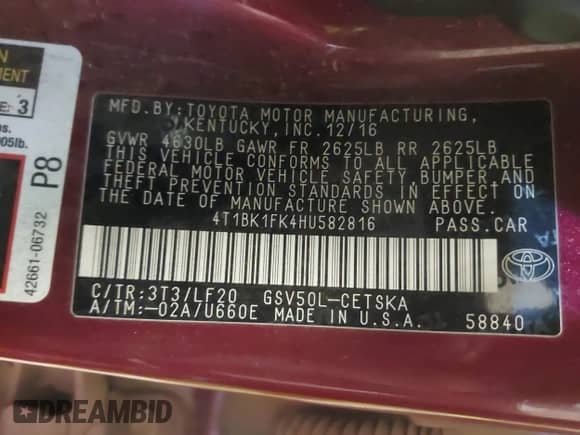 N
EMENT
E: 3
s.
005lb.
P8
42661-06732
MFD.BY:TOYOTA MOTOR MANUFACTURING,
KENTUCKY,INC.12/16
GVWR 4630LB GAWR FR 2625LB RR 2625LB
THIS VEHICLE CONFORMS TO ALL APPLICABLE
FEDERAL MOTOR VEHICLE SAFETY, BUMPER AND
THEFT PREVENTION STANDARDS IN EFFECT ON
THE DATE OF MANUFACTURE SHOWN ABOVE.
4T1BK1FK4HU582816 PASS.CAR
C/TR:3T3/LF20 GSV50L-CETSKA
A/TM:-02A/U660E MADE IN U.S.A. 58840
DREAMBID